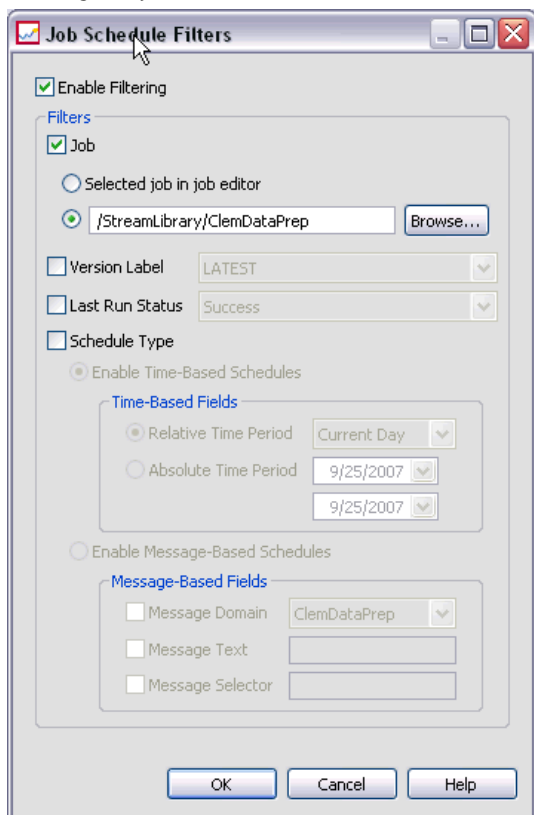 Job Schedule Filters
Enable Filtering
Filters
Job
Selected job in job editor
/StreamLibrary/ClemDataPrep Browse...
Version Label LATEST
Last Run Status Success
Schedule Type
Enable Time-Based Schedules
Time-Based Fields
Relative Time Period Current Day
Absolute Time Period 9/25/2007
9/25/2007
Enable Message-Based Schedules
Message-Based Fields
Message Domain ClemDataPrep
Message Text
Message Selector
OK Cancel Help